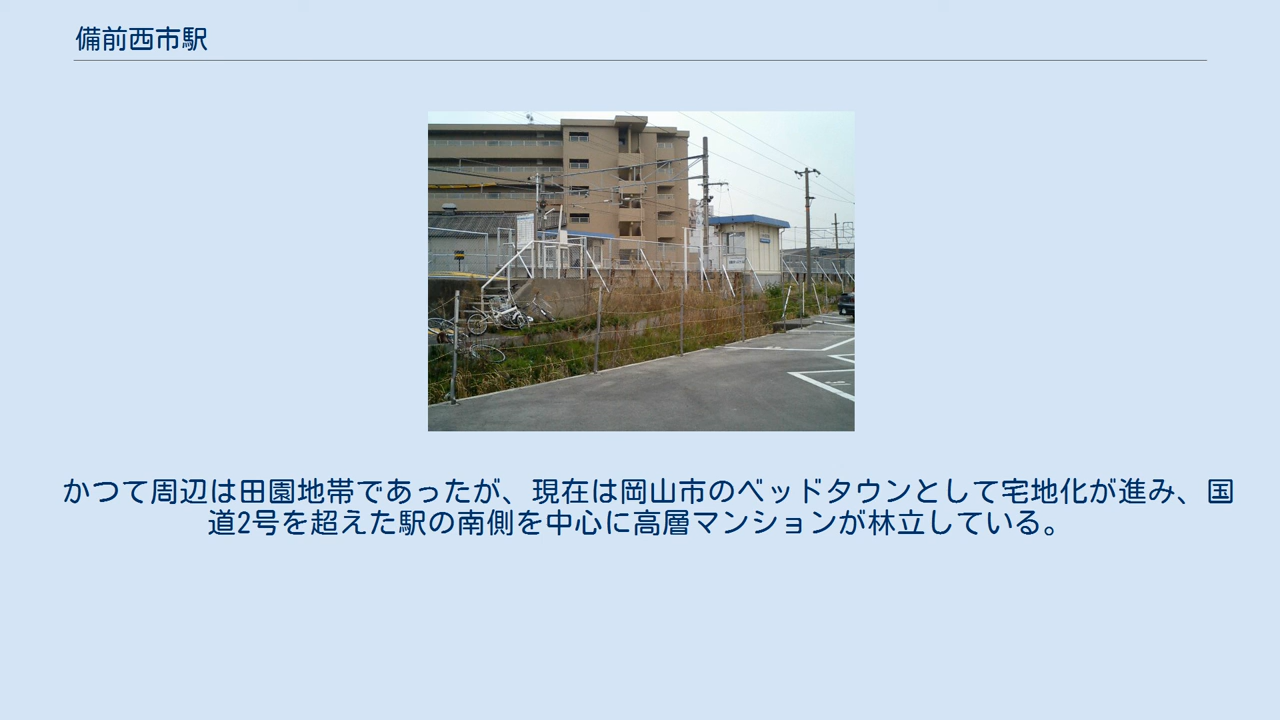 備前西市駅
かつて周辺は田園地帯であったが、現在は岡山市のベッドタウンとして宅地化が進み、国
道2号を超えた駅の南側を中心に高層マンションが林立している。